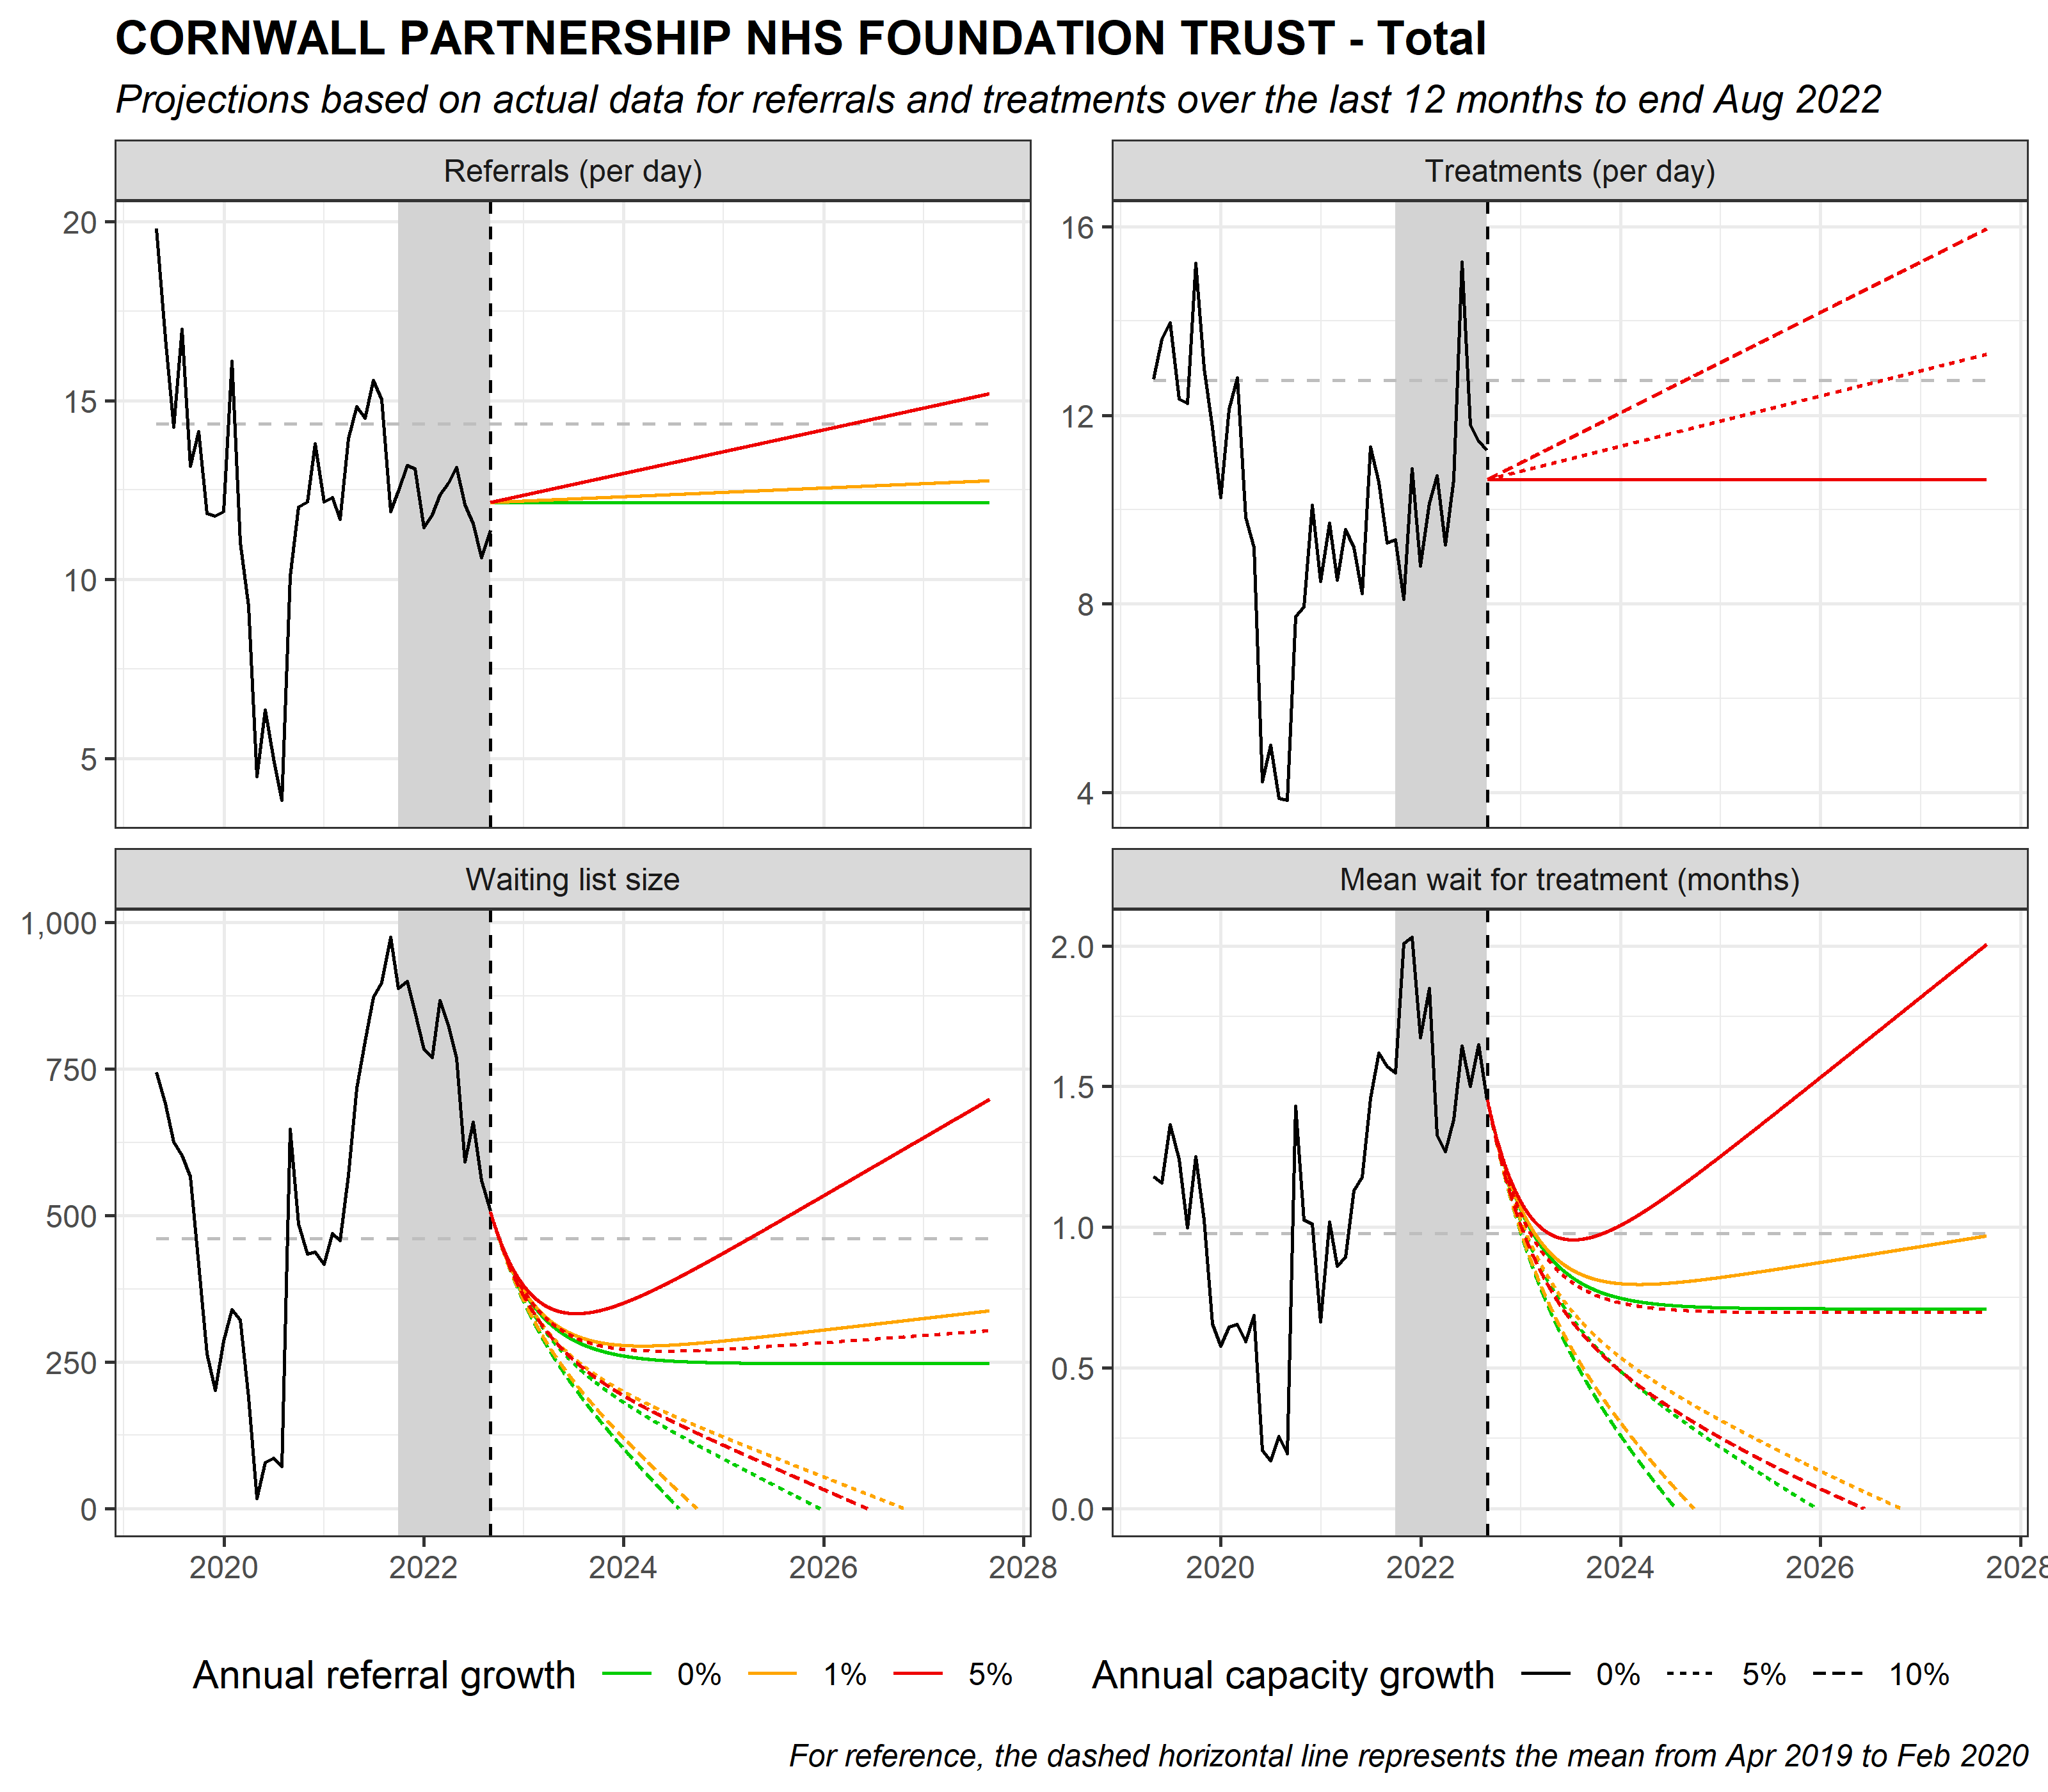 CORNWALL PARTNERSHIP NHS FOUNDATION TRUST - Total
Projections based on actual data for referrals and treatments over the last 12 months to end Aug 2022
Referrals (per day)
20
15
10
5
Treatments (per day)
16
12
8
4
Waiting list size
1,000
750
500
250
0
2020 2022 2024 2026 2028
Mean wait for treatment (months)
2.0
1.5
1.0
0.5
0.0
2020 2022 2024 2026 2028
Annual referral growth 0% 1% 5%
Annual capacity growth 0% 5% 10%
For reference, the dashed horizontal line represents the mean from Apr 2019 to Feb 2020